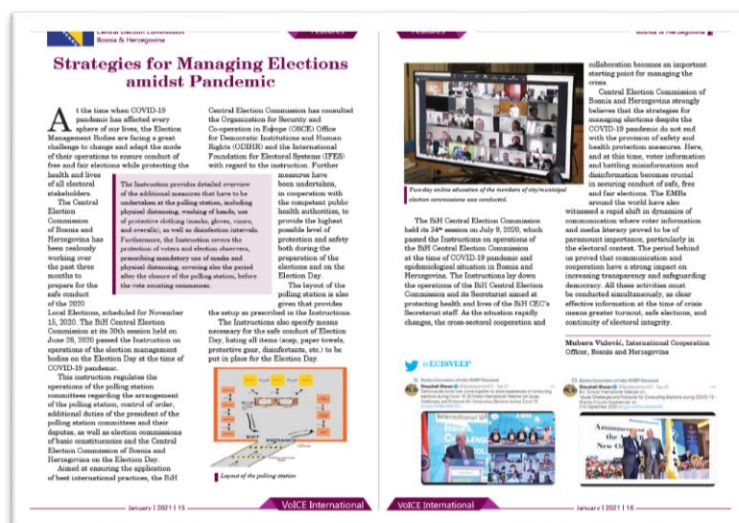 Central Election Commission
Bosnia & Herzegovina
Features
Strategies for Managing Elections
amidst Pandemic
At the time when COVID-19
pandemic has affected every
sphere of our lives, the Election
Management Bodies are facing a great
challenge to change and adapt the mode
of their operations to ensure conduct of
free and fair elections while protecting the
health and lives
of all electoral
stakeholders.
The Central
Election
Commission
of Bosnia and
Herzegovina has
been zealously
working over
the past three
months to
prepare for the
safe conduct
of the 2020
Local Elections, scheduled for November
15, 2020. The BiH Central Election
Commission at its 20th session held on
June 26, 2020 passed the Instruction on
operations of the election management
bodies on the Election Day at the time of
COVID-19 pandemic.
This instruction regulates the
operations of the polling station
committees regarding the arrangement
of the polling station, control of order,
additional duties of the president of the
polling station committees and their
deputies, as well as election commissions
of basic constituencies and the Central
Election Commission of Bosnia and
Herzegovina on the Election Day.
Aimed at ensuring the application
of best international practices, the BiH
The Instruction provides detailed overview
of the additional measures that have to be
undertaken at the polling station, including
physical distancing, washing of hands, use
of protective clothing (masks, gloves, visors,
and overalls), as well as disinfection intervals.
Furthermore, the Instruction covers the
protection of voters and election observers,
prescribing mandatory use of masks and
physical distancing, covering also the period
after the closure of the polling station, before
the vote counting commences.
Central Election Commission has consulted
the Organization for Security and
Co-operation in Europe (OSCE) Office
for Democratic Institutions and Human
Rights (ODIHR) and the International
Foundation for Electoral Systems (IFES)
with regard to the instruction. Further
measures have
been undertaken,
in cooperation with
the competent public
health authorities, to
provide the highest
possible level of
protection and safety
both during the
preparation of the
elections and on the
Election Day.
The layout of the
polling station is also
given that provides
the setup as prescribed in the Instructions.
The Instructions also specify means
necessary for the safe conduct of Election
Day, listing all items (soap, paper towels,
protective gear, disinfectants, etc.) to be
put in place for the Election Day.
EXIT
ENTRANCE
Layout of the polling station
January | 2021 | 15
VoICE International
Features
Bosnia & Herzegovina
Two-day online education of the members of city/municipal
election commissions was conducted.
The BiH Central Election Commission
held its 34th session on July 9, 2020, which
passed the Instructions on operations of
the BiH Central Election Commission
at the time of COVID-19 pandemic and
epidemiological situation in Bosnia and
Herzegovina. The Instructions lay down
the operations of the BiH Central Election
Commission and its Secretariat aimed at
protecting health and lives of the BiH CEC's
Secretariat staff. As the situation rapidly
changes, the cross-sectoral cooperation and
collaboration becomes an important
starting point for managing the
crisis.
Central Election Commission of
Bosnia and Herzegovina strongly
believes that the strategies for
managing elections despite the
COVID-19 pandemic do not end
with the provision of safety and
health protection measures. Here,
and at this time, voter information
and battling misinformation and
disinformation becomes crucial
in securing conduct of safe, free
and fair elections. The EMBs
around the world have also
witnessed a rapid shift in dynamics of
communication where voter information
and media literacy proved to be of
paramount importance, particularly in
the electoral context. The period behind
us proved that communication and
cooperation have a strong impact on
increasing transparency and safeguarding
democracy. All these activities must
be conducted simultaneously, as clear
effective information at the time of crisis
means greater turnout, safe elections, and
continuity of electoral integrity.
Mubera Vulović, International Cooperation
Officer, Bosnia and Herzegovina
@ECISVEEP
VoICE International
January | 2021 | 16